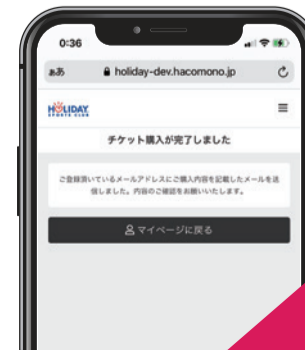 0:36
ああ holiday-dev.hacomono.jp
HOLIDAY
SPORTS CLUB
チケット購入が完了しました
ご登録頂いているメールアドレスにご購入内容を記載したメールを送
信しました。内容のご確認をお願いいたします。
マイページに戻る